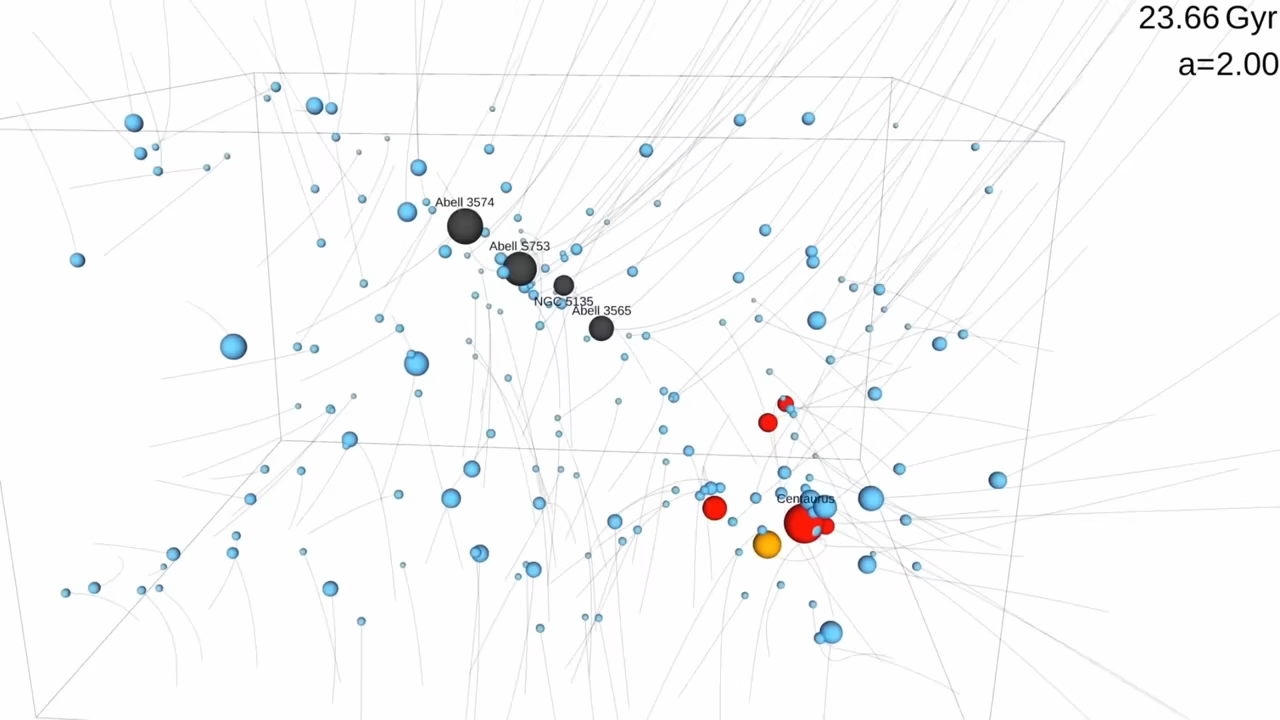 23.66 Gyr
a=2.00
Abell 3574
Abell S753
NGC 5135
Abell 3565
Centaurus